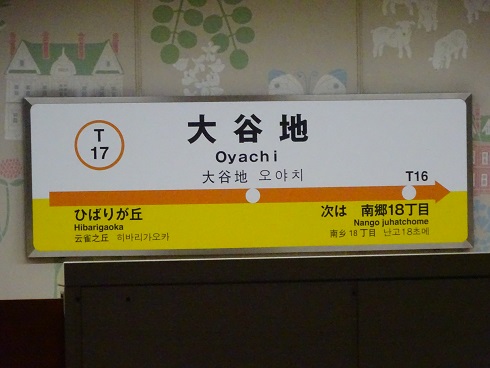 T
17
大谷地
Oyachi
大谷地 오야치
T16
ひばりが丘
Hibarigaoka
云雀之丘 히바리가오카
次は 南郷18丁目
Nango juhatchome
南乡18丁目 난고18초메